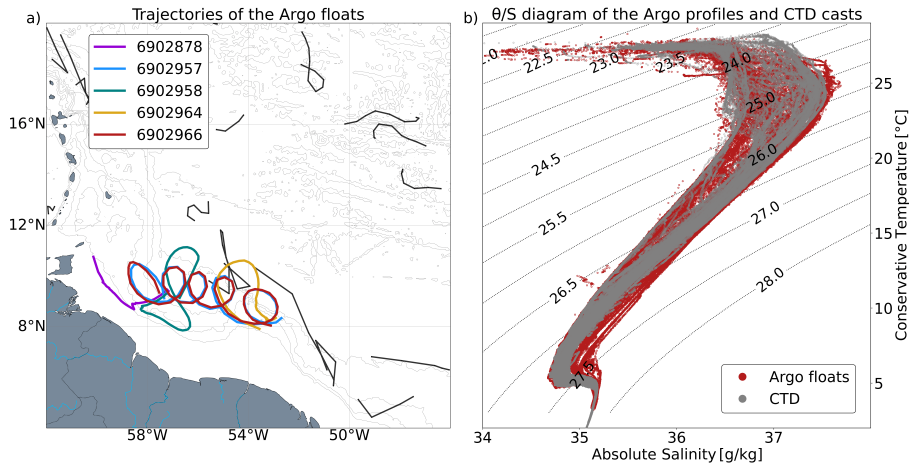 a)
Trajectories of the Argo floats
6902878
6902957
6902958
6902964
6902966
16°N
12°N
8°N
58°W
54°W
50°W
b)
θ/S diagram of the Argo profiles and CTD casts
22.5
23.0
23.5
24.0
24.5
25.0
25.5
26.0
26.5
27.0
27.5
28.0
25
20
15
10
5
Conservative Temperature [°C]
Argo floats
CTD
34
35
36
37
Absolute Salinity [g/kg]